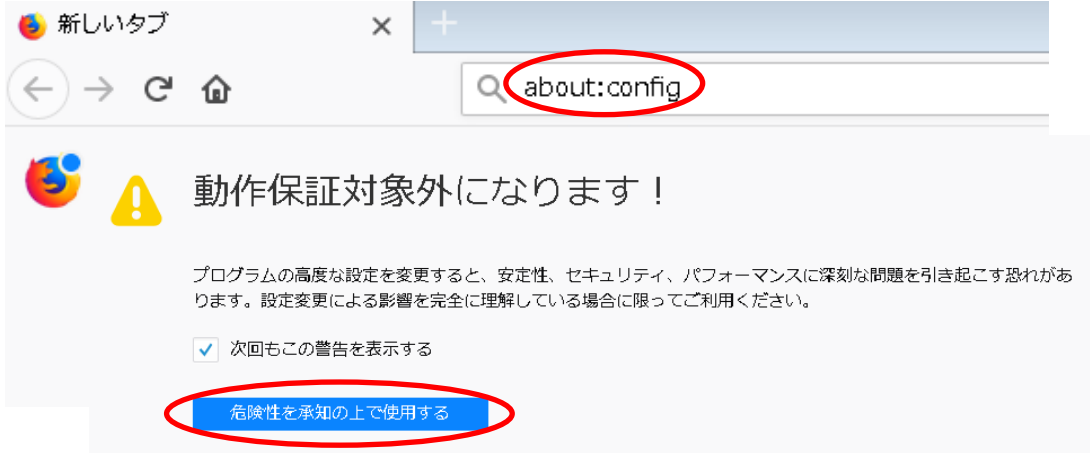 新しいタブ
about:config
動作保証対象外になります！
プログラムの高度な設定を変更すると、安定性、セキュリティ、パフォーマンスに深刻な問題を引き起こす恐れがあ
ります。設定変更による影響を完全に理解している場合に限ってご利用ください。
次回もこの警告を表示する
危険性を承知の上で使用する